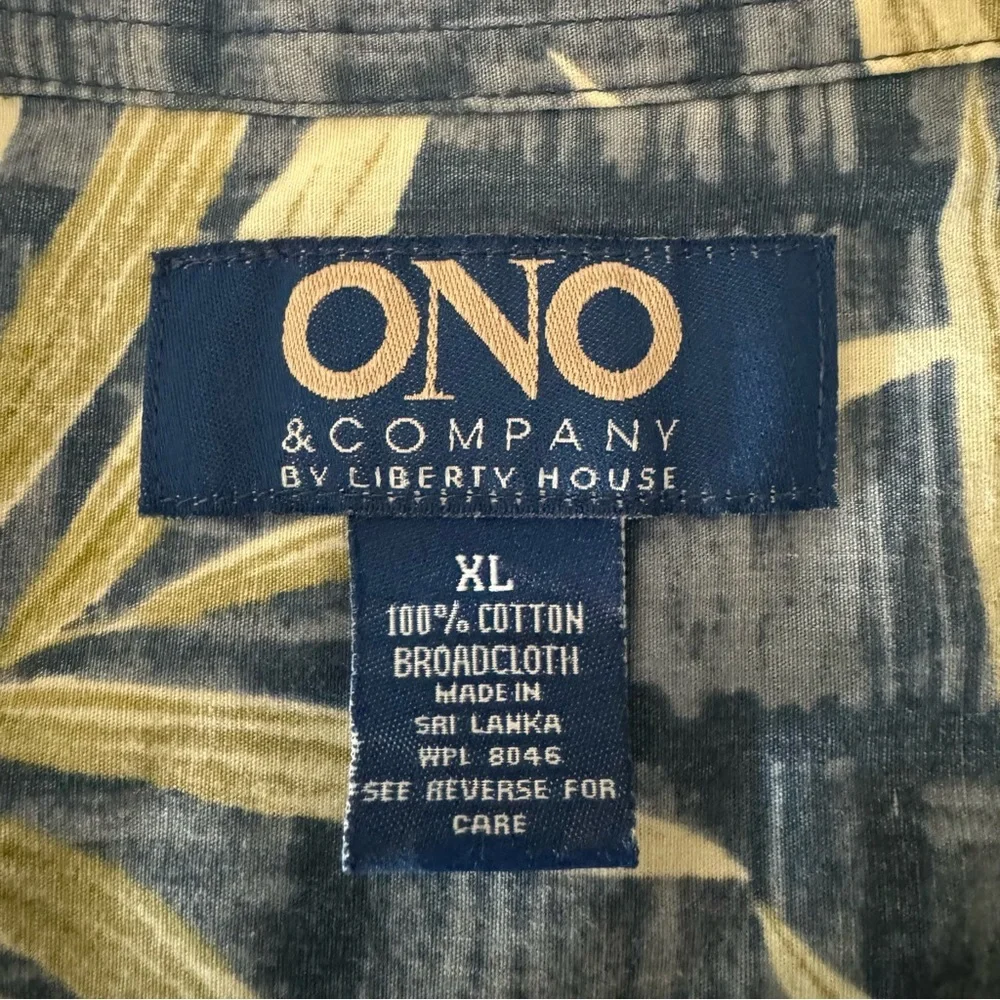 ONO
& COMPANY
BY LIBERTY HOUSE
XL
100% COTTON
BROADCLOTH
MADE IN
SRI LANKA
WPL 8046
SEE REVERSE FOR
CARE